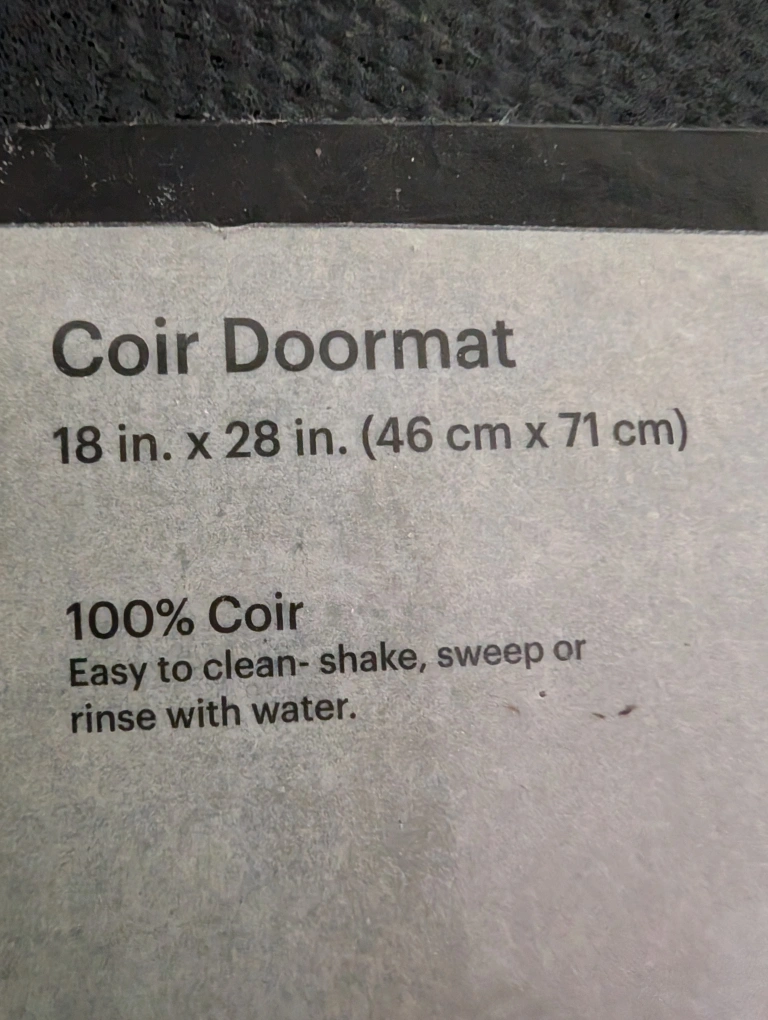 Coir Doormat
18 in. x 28 in. (46 cm x 71 cm)
100% Coir
Easy to clean- shake, sweep or
rinse with water.